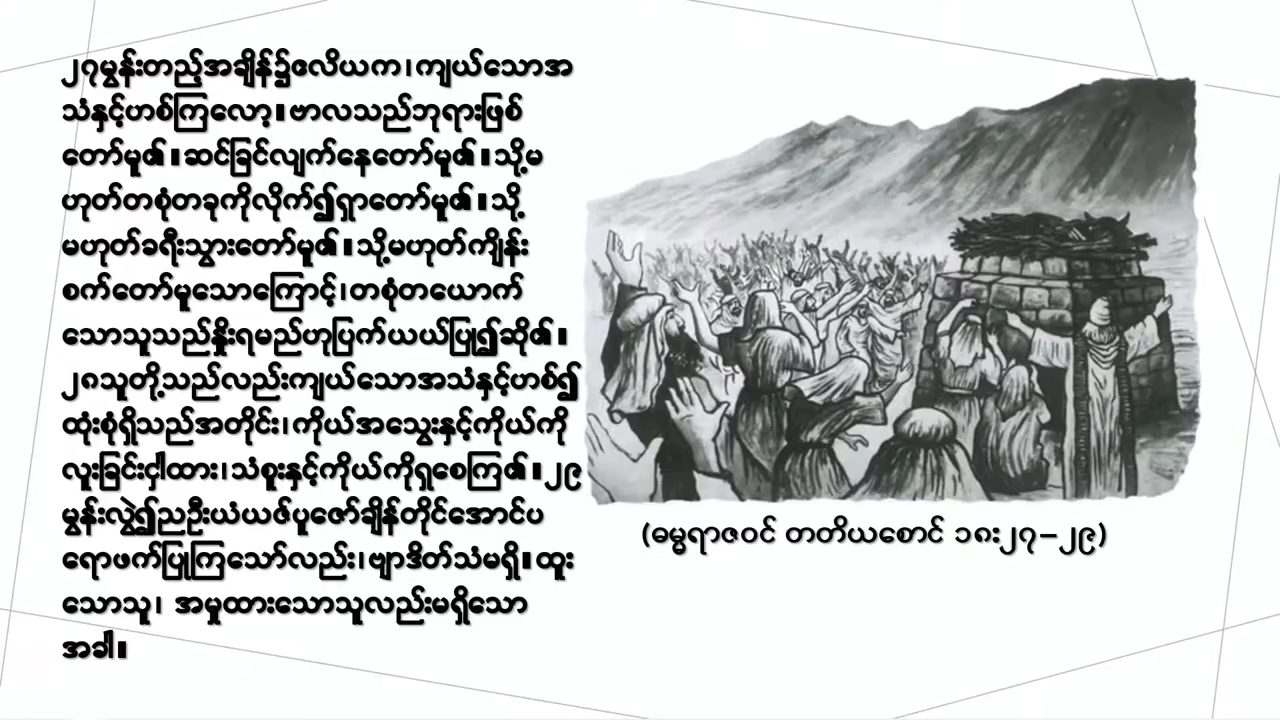 ၂၇မွန်းတည့်အချိန်၌ဧလိယက၊ကျယ်သောအ
သံနှင့်ဟစ်ကြလော့။ဗာလသည်ဘုရားဖြစ်
တော်မူ၏။ဆင်ခြင်လျက်နေတော်မူ၏။သို့မ
ဟုတ်တစုံတခုကိုလိုက်၍ရှာတော်မူ၏။သို့
မဟုတ်ခရီးသွားတော်မူ၏။သို့မဟုတ်ကျိန်း
စက်တော်မူသောကြောင့်၊တစုံတယောက်
သောသူသည်နှိုးရမည်ဟုပြက်ယယ်ပြု၍ဆို၏။
၂၈သူတို့သည်လည်းကျယ်သောအသံနှင့်ဟစ်၍
ထုံးစုံရှိသည်အတိုင်း၊ကိုယ်အသွေးနှင့်ကိုယ်ကို
လူးခြင်းငှါထား၊သံစူးနှင့်ကိုယ်ကိုရှစေကြ၏။၂၉
မွန်းလွဲ၍ညဦးယံယဇ်ပူဇော်ချိန်တိုင်အောင်ပ
ရောဖက်ပြုကြသော်လည်း၊ဗျာဒိတ်သံမရှိ။ထူး
သောသူ၊ အမှုထားသောသူလည်းမရှိသော
အခါ။
(ဓမ္မရာဇဝင် တတိယစောင် ၁၈း၂၇–၂၉)